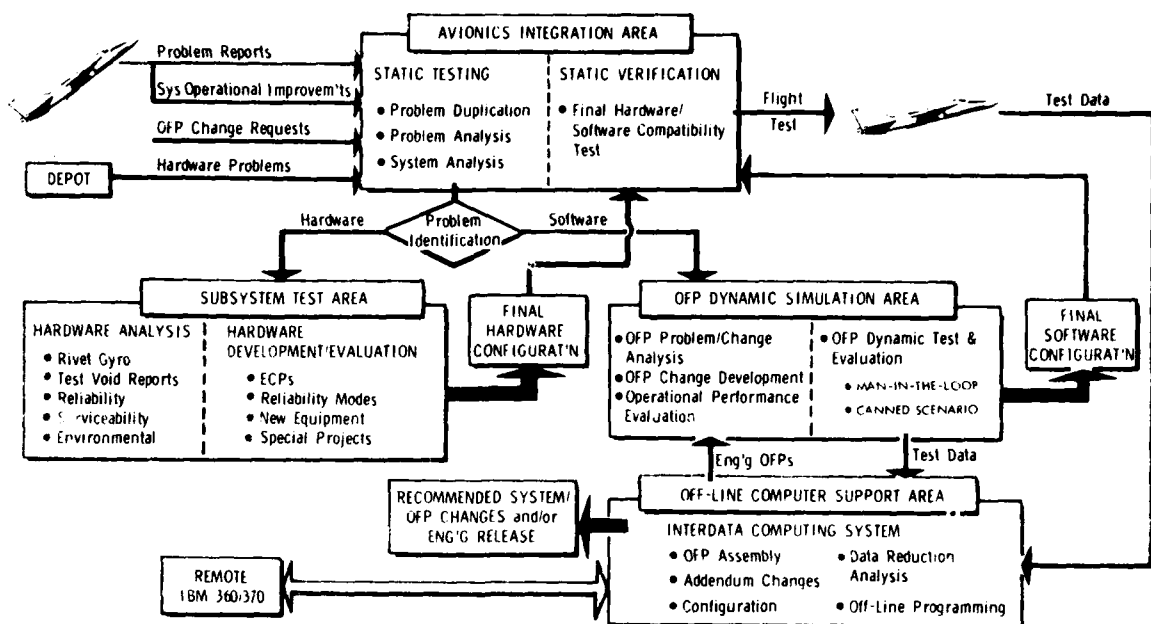 AVIONICS INTEGRATION AREA
Problem Reports
Sys Operational Improvem'ts
OFP Change Requests
Hardware Problems
DEPOT
STATIC TESTING
• Problem Duplication
• Problem Analysis
• System Analysis
STATIC VERIFICATION
• Final Hardware/
Software Compatibility
Test
Flight
Test
Test Data
Hardware
Problem
Identification
Software
SUBSYSTEM TEST AREA
HARDWARE ANALYSIS
• Rivet Gyro
• Test Void Reports
• Reliability
• Serviceability
• Environmental
HARDWARE
DEVELOPMENT/EVALUATION
• ECPs
• Reliability Modes
• New Equipment
• Special Projects
FINAL
HARDWARE
CONFIGURAT'N
OFP DYNAMIC SIMULATION AREA
• OFP Problem/Change
Analysis
• OFP Change Development
• Operational Performance
Evaluation
• OFP Dynamic Test &
Evaluation
• MAN-IN-THE-LOOP
• CANNED SCENARIO
FINAL
SOFTWARE
CONFIGURAT'N
Eng'g OFPs
Test Data
RECOMMENDED SYSTEM/
OFP CHANGES and/or
ENG'G RELEASE
OFF-LINE COMPUTER SUPPORT AREA
INTERDATA COMPUTING SYSTEM
• OFP Assembly
• Addendum Changes
• Configuration
• Data Reduction
Analysis
• Off-Line Programming
REMOTE
IBM 360/370